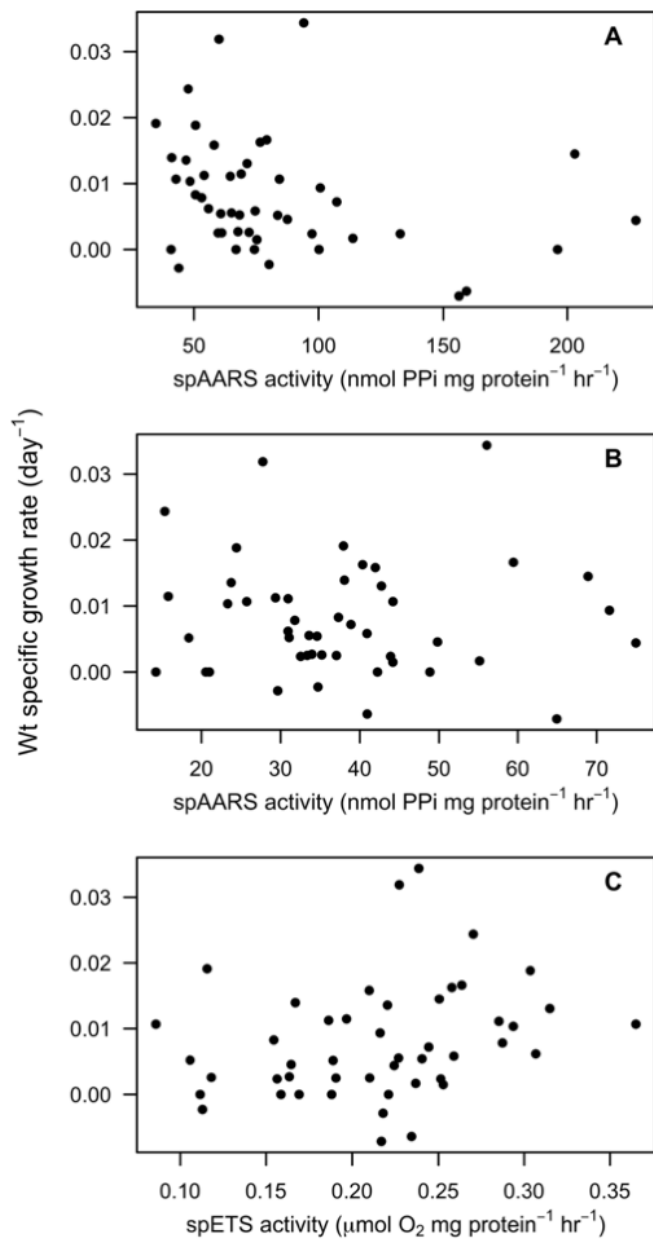 Wt specific growth rate (day⁻¹)
A
0.03
0.02
0.01
0.00
50 100 150 200
spAARS activity (nmol PPi mg protein⁻¹ hr⁻¹)
B
0.03
0.02
0.01
0.00
20 30 40 50 60 70
spAARS activity (nmol PPi mg protein⁻¹ hr⁻¹)
C
0.03
0.02
0.01
0.00
0.10 0.15 0.20 0.25 0.30 0.35
spETS activity (μmol O₂ mg protein⁻¹ hr⁻¹)